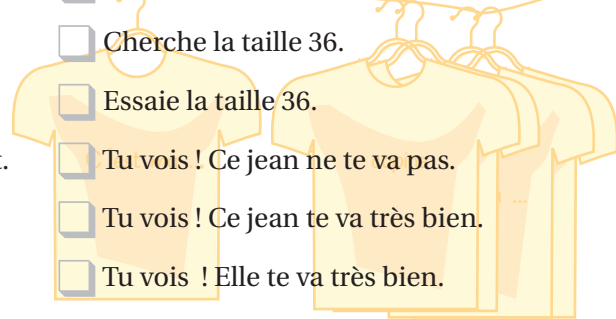 Cherche la taille 36.
Essaie la taille 36.
t. Tu vois ! Ce jean ne te va pas.
Tu vois ! Ce jean te va très bien.
Tu vois ! Elle te va très bien.